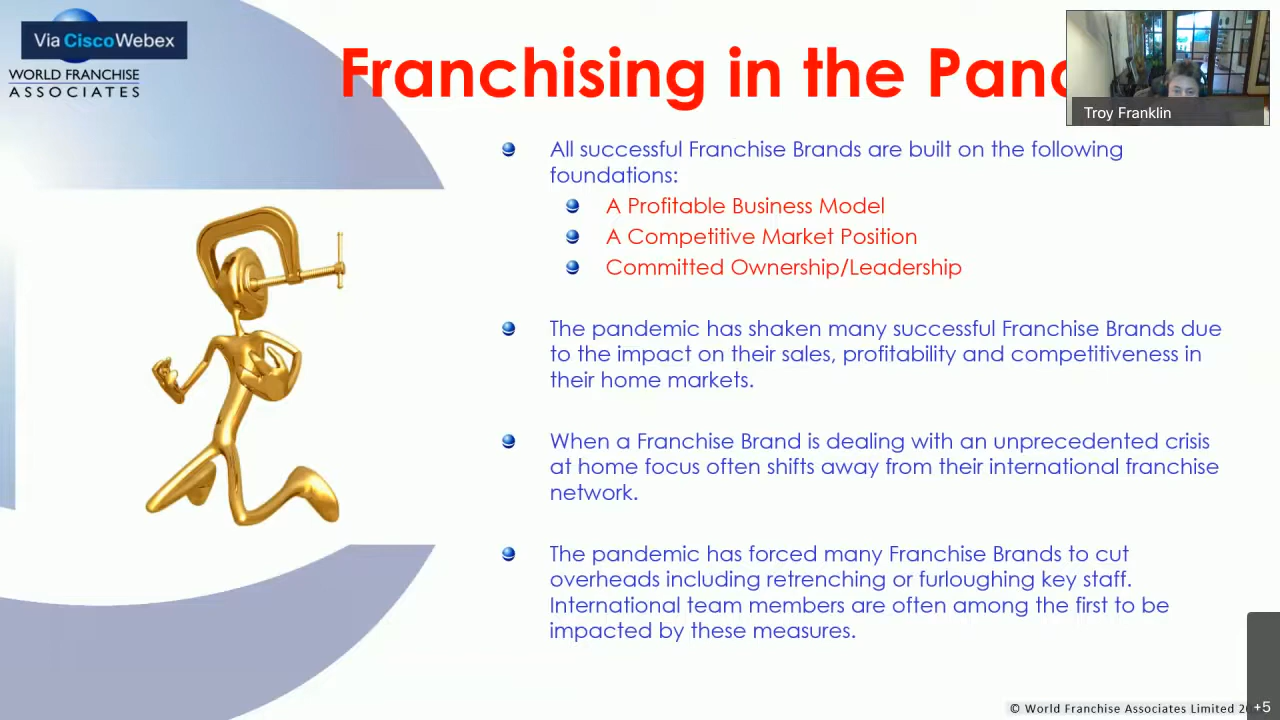 Via CiscoWebex
WORLD FRANCHISE
ASSOCIATES
Franchising in the Pand
Troy Franklin
All successful Franchise Brands are built on the following
foundations:
A Profitable Business Model
A Competitive Market Position
Committed Ownership/Leadership
The pandemic has shaken many successful Franchise Brands due
to the impact on their sales, profitability and competitiveness in
their home markets.
When a Franchise Brand is dealing with an unprecedented crisis
at home focus often shifts away from their international franchise
network.
The pandemic has forced many Franchise Brands to cut
overheads including retrenching or furloughing key staff.
International team members are often among the first to be
impacted by these measures.
© World Franchise Associates Limited 2
+5